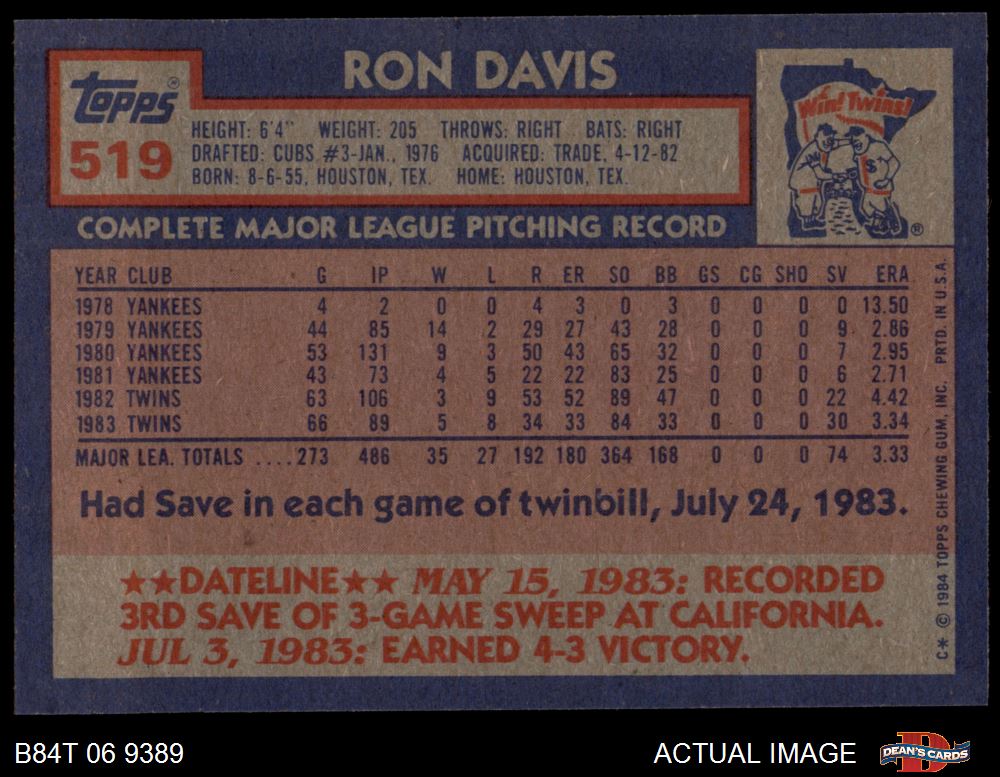 RON DAVIS
Topps®
519
HEIGHT: 6'4" WEIGHT: 205 THROWS: RIGHT BATS: RIGHT
DRAFTED: CUBS #3-JAN., 1976 ACQUIRED: TRADE, 4-12-82
BORN: 8-6-55, HOUSTON, TEX. HOME: HOUSTON, TEX.
Win! Twins!
®
COMPLETE MAJOR LEAGUE PITCHING RECORD
YEAR CLUB G IP W L R ER SO BB GS CG SHO SV ERA
1978 YANKEES 4 2 0 0 4 3 0 3 0 0 0 0 13.50
1979 YANKEES 44 85 14 2 29 27 43 28 0 0 0 9 2.86
1980 YANKEES 53 131 9 3 50 43 65 32 0 0 0 7 2.95
1981 YANKEES 43 73 4 5 22 22 83 25 0 0 0 6 2.71
1982 TWINS 63 106 3 9 53 52 89 47 0 0 0 22 4.42
1983 TWINS 66 89 5 8 34 33 84 33 0 0 0 30 3.34
MAJOR LEA. TOTALS ....273 486 35 27 192 180 364 168 0 0 0 74 3.33
Had Save in each game of twinbill, July 24, 1983.
★★DATELINE★★ MAY 15, 1983: RECORDED
3RD SAVE OF 3-GAME SWEEP AT CALIFORNIA.
JUL 3, 1983: EARNED 4-3 VICTORY.
C* © 1984 TOPPS CHEWING GUM, INC. PRTD. IN U.S.A.
B84T 06 9389
ACTUAL IMAGE
DEAN'S CARDS